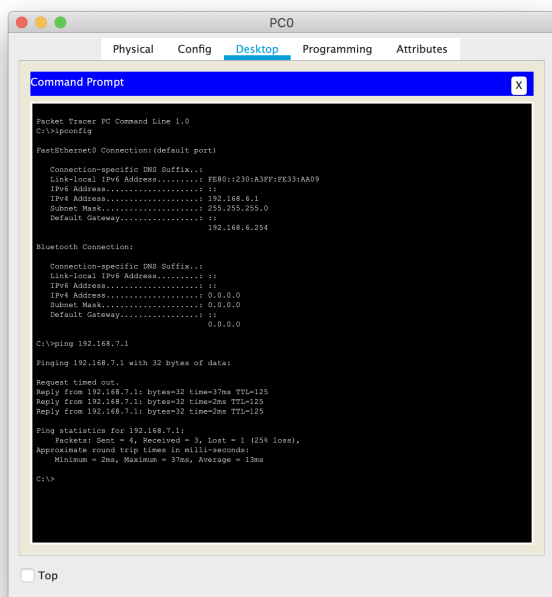 PC0
Physical Config Desktop Programming Attributes
Command Prompt
X
Packet Tracer PC Command Line 1.0
C:\>ipconfig
FastEthernet0 Connection:(default port)
Connection-specific DNS Suffix..:
Link-local IPv6 Address.........: FE80::230:A3FF:FE33:AA09
IPv6 Address....................: ::
IPv4 Address....................: 192.168.6.1
Subnet Mask.....................: 255.255.255.0
Default Gateway.................: ::
192.168.6.254
Bluetooth Connection:
Connection-specific DNS Suffix..:
Link-local IPv6 Address.........: ::
IPv6 Address....................: ::
IPv4 Address....................: 0.0.0.0
Subnet Mask.....................: 0.0.0.0
Default Gateway.................: ::
0.0.0.0
C:\>ping 192.168.7.1
Pinging 192.168.7.1 with 32 bytes of data:
Request timed out.
Reply from 192.168.7.1: bytes=32 time=37ms TTL=125
Reply from 192.168.7.1: bytes=32 time=2ms TTL=125
Reply from 192.168.7.1: bytes=32 time=2ms TTL=125
Ping statistics for 192.168.7.1:
Packets: Sent = 4, Received = 3, Lost = 1 (25% loss),
Approximate round trip times in milli-seconds:
Minimum = 2ms, Maximum = 37ms, Average = 13ms
C:\>
Top